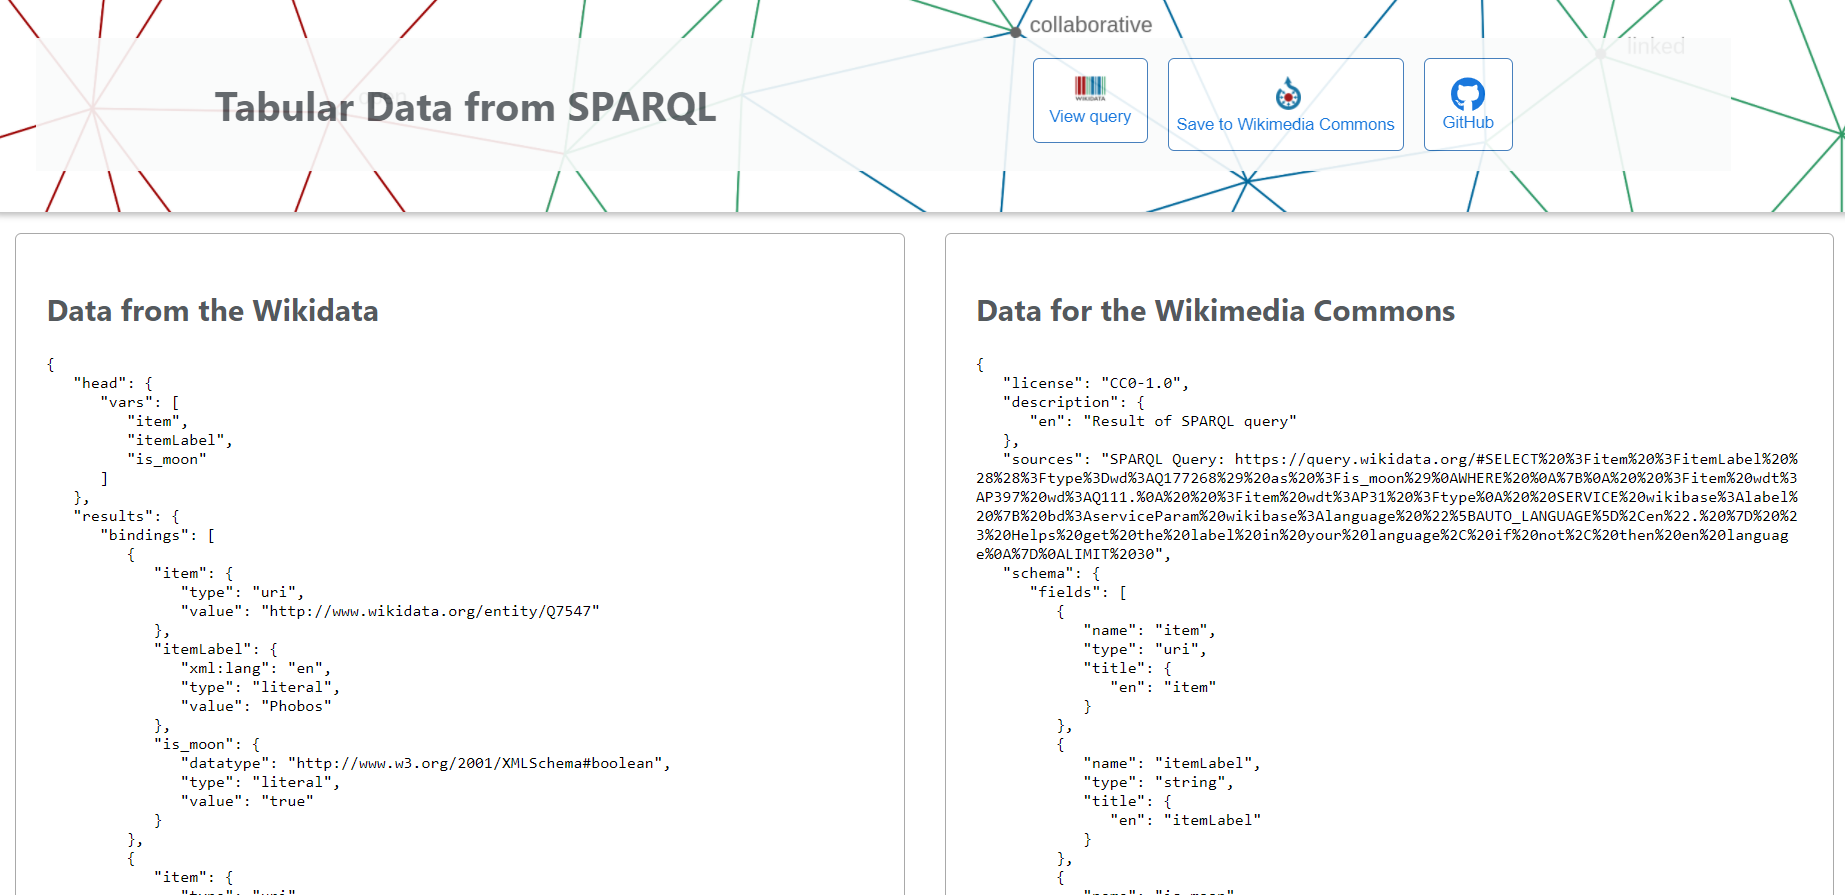 collaborative
linked
open
Tabular Data from SPARQL
WIKIDATA
View query
Save to Wikimedia Commons
GitHub
Data from the Wikidata
{
"head": {
"vars": [
"item",
"itemLabel",
"is_moon"
]
},
"results": {
"bindings": [
{
"item": {
"type": "uri",
"value": "http://www.wikidata.org/entity/Q7547"
},
"itemLabel": {
"xml:lang": "en",
"type": "literal",
"value": "Phobos"
},
"is_moon": {
"datatype": "http://www.w3.org/2001/XMLSchema#boolean",
"type": "literal",
"value": "true"
}
},
{
"item": {
"type": "uri"
Data for the Wikimedia Commons
{
"license": "CC0-1.0",
"description": {
"en": "Result of SPARQL query"
},
"sources": "SPARQL Query: https://query.wikidata.org/#SELECT%20%3Fitem%20%3FitemLabel%20%
28%28%3Ftype%3Dwd%3AQ177268%29%20as%20%3Fis_moon%29%0AWHERE%20%0A%7B%0A%20%20%3Fitem%20wdt%3
AP397%20wd%3AQ111.%0A%20%20%3Fitem%20wdt%3AP31%20%3Ftype%0A%20%20SERVICE%20wikibase%3Alabel%
20%7B%20bd%3AserviceParam%20wikibase%3Alanguage%20%22%5BAUTO_LANGUAGE%5D%2Cen%22.%20%7D%20%2
3%20Helps%20get%20the%20label%20in%20your%20language%2C%20if%20not%2C%20then%20en%20languag
e%0A%7D%0ALIMIT%2030",
"schema": {
"fields": [
{
"name": "item",
"type": "uri",
"title": {
"en": "item"
}
},
{
"name": "itemLabel",
"type": "string",
"title": {
"en": "itemLabel"
}
},
{
"name": "is_moon"